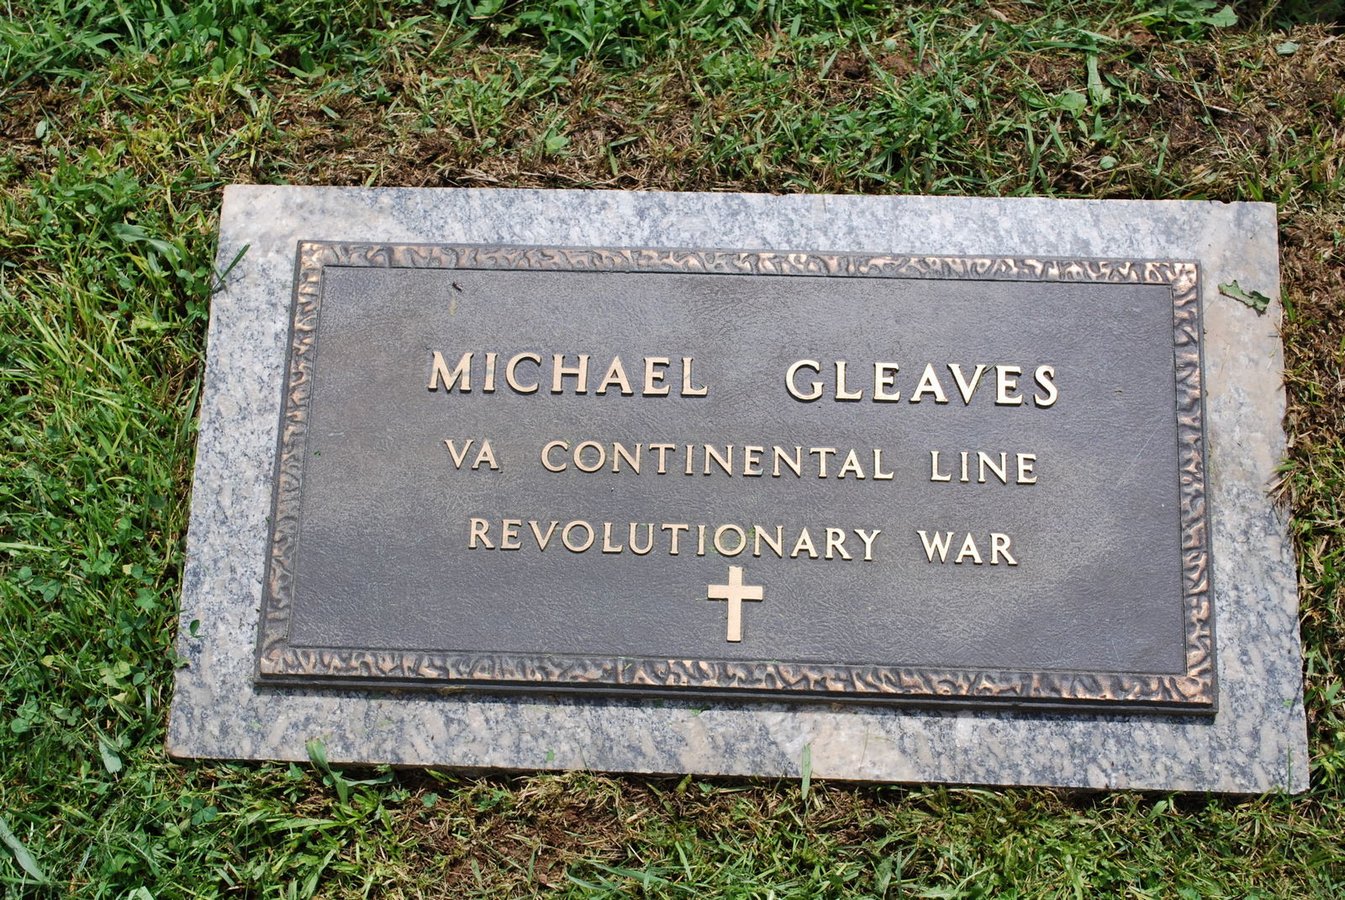 MICHAEL GLEAVES
VA CONTINENTAL LINE
REVOLUTIONARY WAR